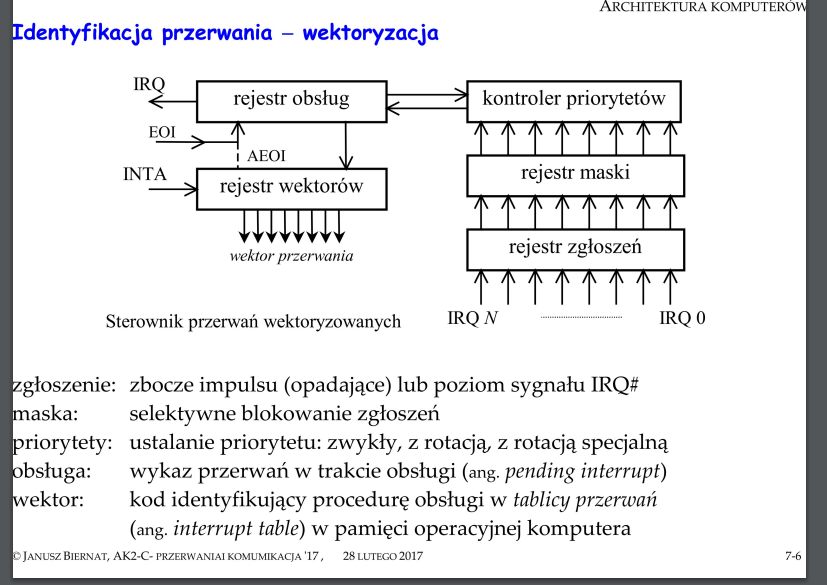 ARCHITEKTURA KOMPUTERÓW
Identyfikacja przerwania – wektoryzacja
IRQ
rejestr obsług
kontroler priorytetów
EOI
AEOI
INTA
rejestr wektorów
rejestr maski
wektor przerwania
rejestr zgłoszeń
Sterownik przerwań wektoryzowanych
IRQ N
IRQ 0
zgłoszenie: zbocze impulsu (opadające) lub poziom sygnału IRQ#
maska: selektywne blokowanie zgłoszeń
priorytety: ustalanie priorytetu: zwykły, z rotacją, z rotacją specjalną
obsługa: wykaz przerwań w trakcie obsługi (ang. pending interrupt)
wektor: kod identyfikujący procedurę obsługi w tablicy przerwań
(ang. interrupt table) w pamięci operacyjnej komputera
© JANUSZ BIERNAT, AK2-C- PRZERWANIAI KOMUMIKACJA '17 , 28 LUTEGO 2017 7-6